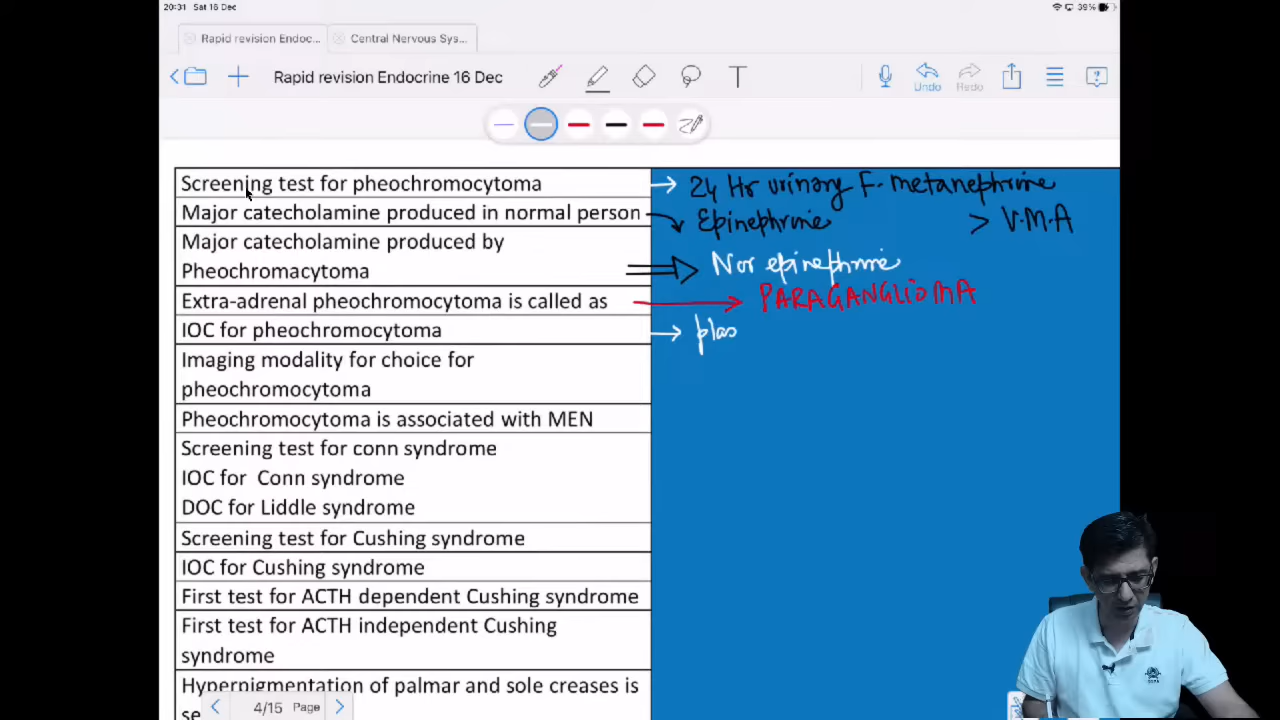 20:31 Sat 16 Dec
39%
Rapid revision Endoc...
Central Nervous Sys...
Rapid revision Endocrine 16 Dec
T
Undo
Redo
Screening test for pheochromocytoma → 24 Hr urinary F. metanephrine
Major catecholamine produced in normal person Epinephrine > V.M.A
Major catecholamine produced by
Pheochromacytoma Nor epinephrine
Extra-adrenal pheochromocytoma is called as → PARAGANGLIOMA
IOC for pheochromocytoma → plas
Imaging modality for choice for
pheochromocytoma
Pheochromocytoma is associated with MEN
Screening test for conn syndrome
IOC for Conn syndrome
DOC for Liddle syndrome
Screening test for Cushing syndrome
IOC for Cushing syndrome
First test for ACTH dependent Cushing syndrome
First test for ACTH independent Cushing
syndrome
Hyperpigmentation of palmar and sole creases is
se
4/15 Page